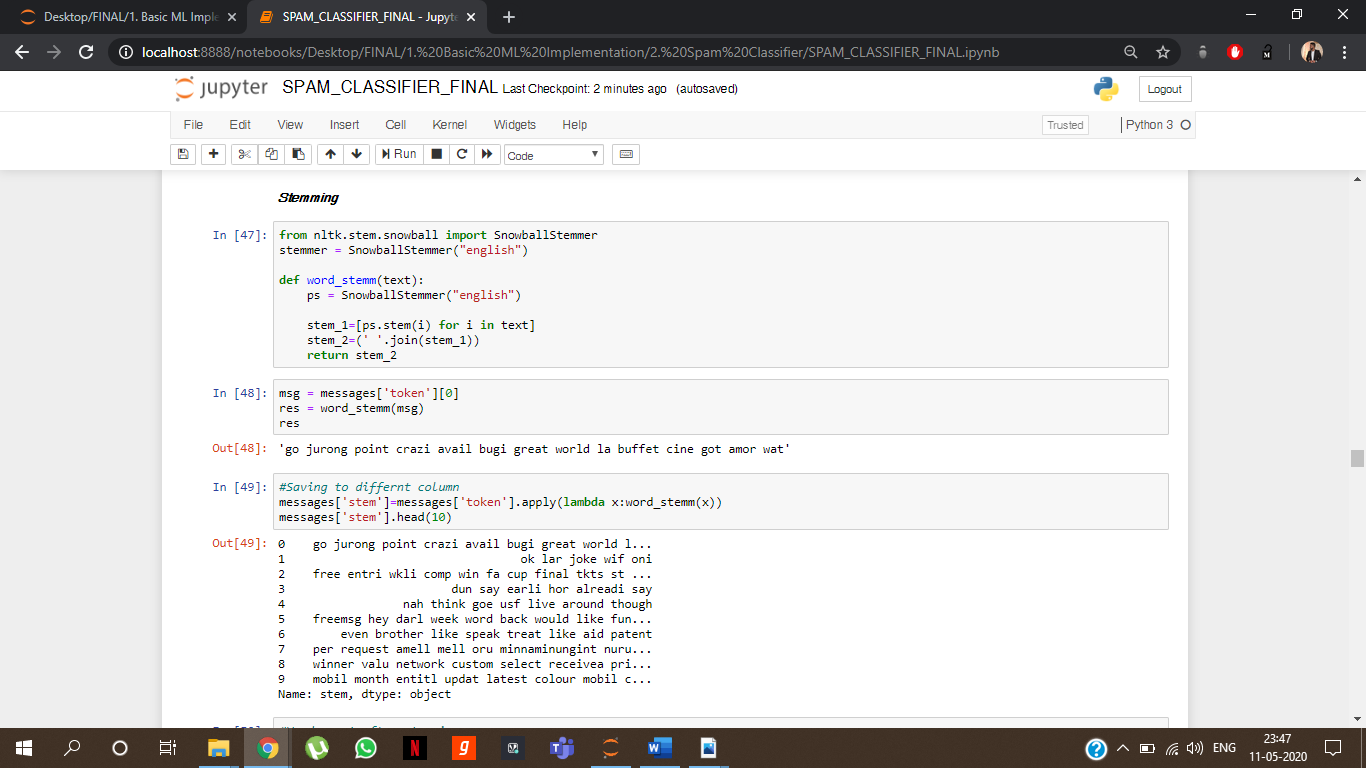 Desktop/FINAL/1. Basic ML Imple
SPAM_CLASSIFIER_FINAL - Jupyte
localhost:8888/notebooks/Desktop/FINAL/1.%20Basic%20ML%20Implementation/2.%20Spam%20Classifier/SPAM_CLASSIFIER_FINAL.ipynb
jupyter SPAM_CLASSIFIER_FINAL Last Checkpoint: 2 minutes ago (autosaved)
Logout
File Edit View Insert Cell Kernel Widgets Help
Trusted
Python 3
Run
Code
Stemming
In [47]: from nltk.stem.snowball import SnowballStemmer
stemmer = SnowballStemmer("english")
def word_stemm(text):
    ps = SnowballStemmer("english")
    stem_1=[ps.stem(i) for i in text]
    stem_2=(' '.join(stem_1))
    return stem_2
In [48]: msg = messages['token'][0]
res = word_stemm(msg)
res
Out[48]: 'go jurong point crazi avail bugi great world la buffet cine got amor wat'
In [49]: #Saving to differnt column
messages['stem']=messages['token'].apply(lambda x:word_stemm(x))
messages['stem'].head(10)
Out[49]: 0 go jurong point crazi avail bugi great world l...
1 ok lar joke wif oni
2 free entri wkli comp win fa cup final tkts st ...
3 dun say earli hor alreadi say
4 nah think goe usf live around though
5 freemsg hey darl week word back would like fun...
6 even brother like speak treat like aid patent
7 per request amell mell oru minnaminungint nuru...
8 winner valu network custom select receivea pri...
9 mobil month entitl updat latest colour mobil c...
Name: stem, dtype: object
ENG
23:47
11-05-2020